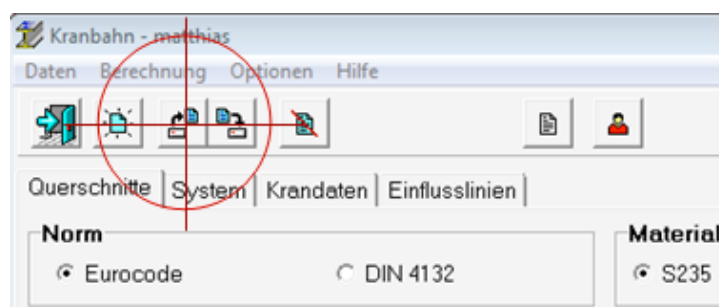 Kranbahn - matthias
Daten Berechnung Optionen Hilfe
Querschnitte System Krandaten Einflusslinien
Norm Material
Eurocode DIN 4132 S235